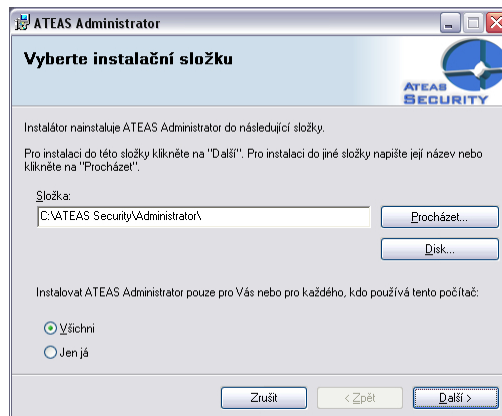 ATEAS Administrator
Vyberte instalační složku
ATEAS
SECURITY
Instalátor nainstaluje ATEAS Administrator do následující složky.
Pro instalaci do této složky klikněte na "Další". Pro instalaci do jiné složky napište její název nebo
klikněte na "Procházet".
Složka:
C:\ATEAS Security\Administrator\
Procházet...
Disk...
Instalovat ATEAS Administrator pouze pro Vás nebo pro každého, kdo používá tento počítač:
Všichni
Jen já
Zrušit
< Zpět
Další >